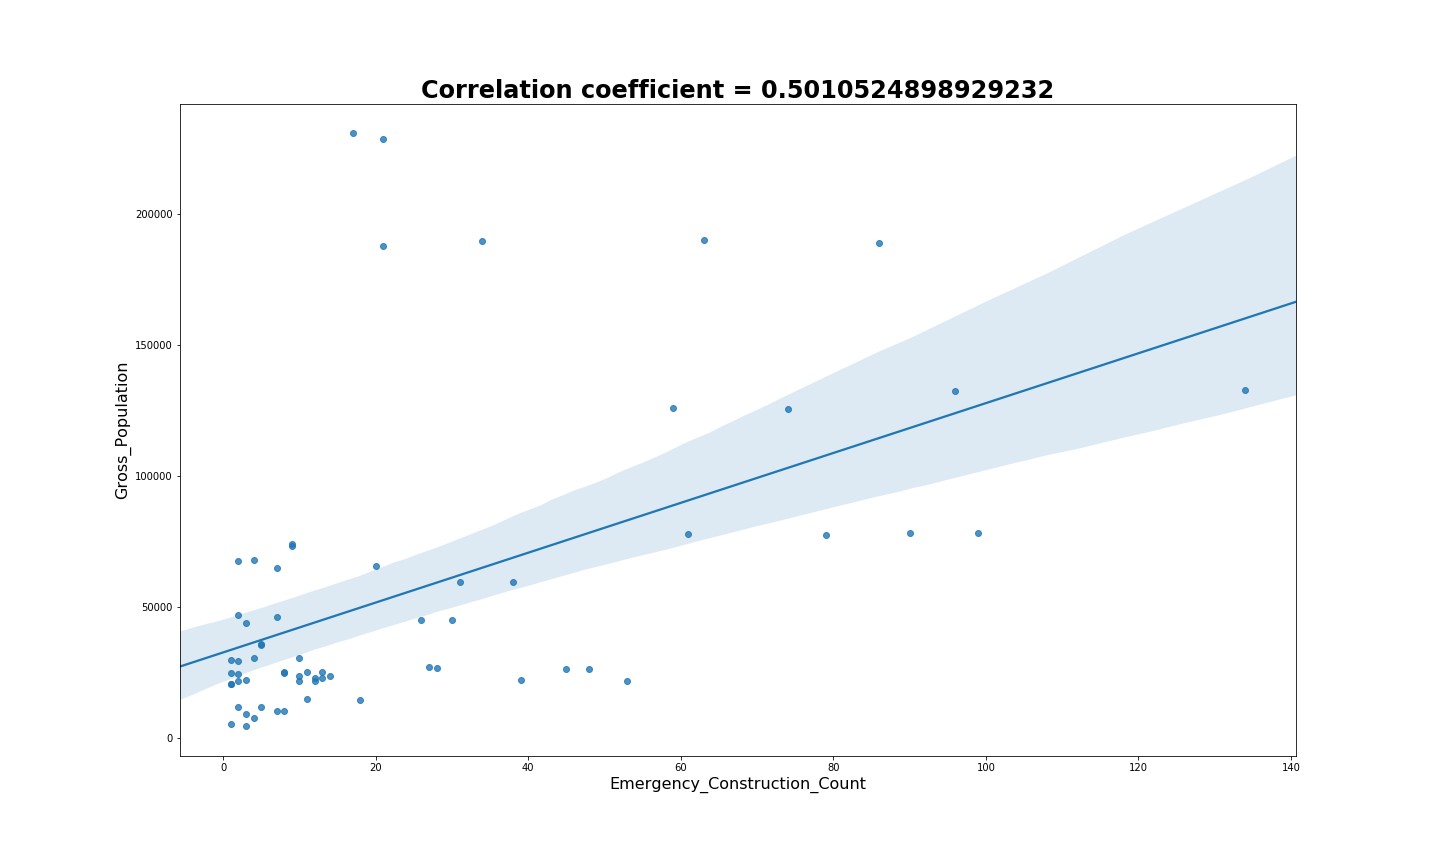 Correlation coefficient = 0.5010524898929232
200000
150000
100000
50000
0
Gross_Population
0 20 40 60 80 100 120 140
Emergency_Construction_Count